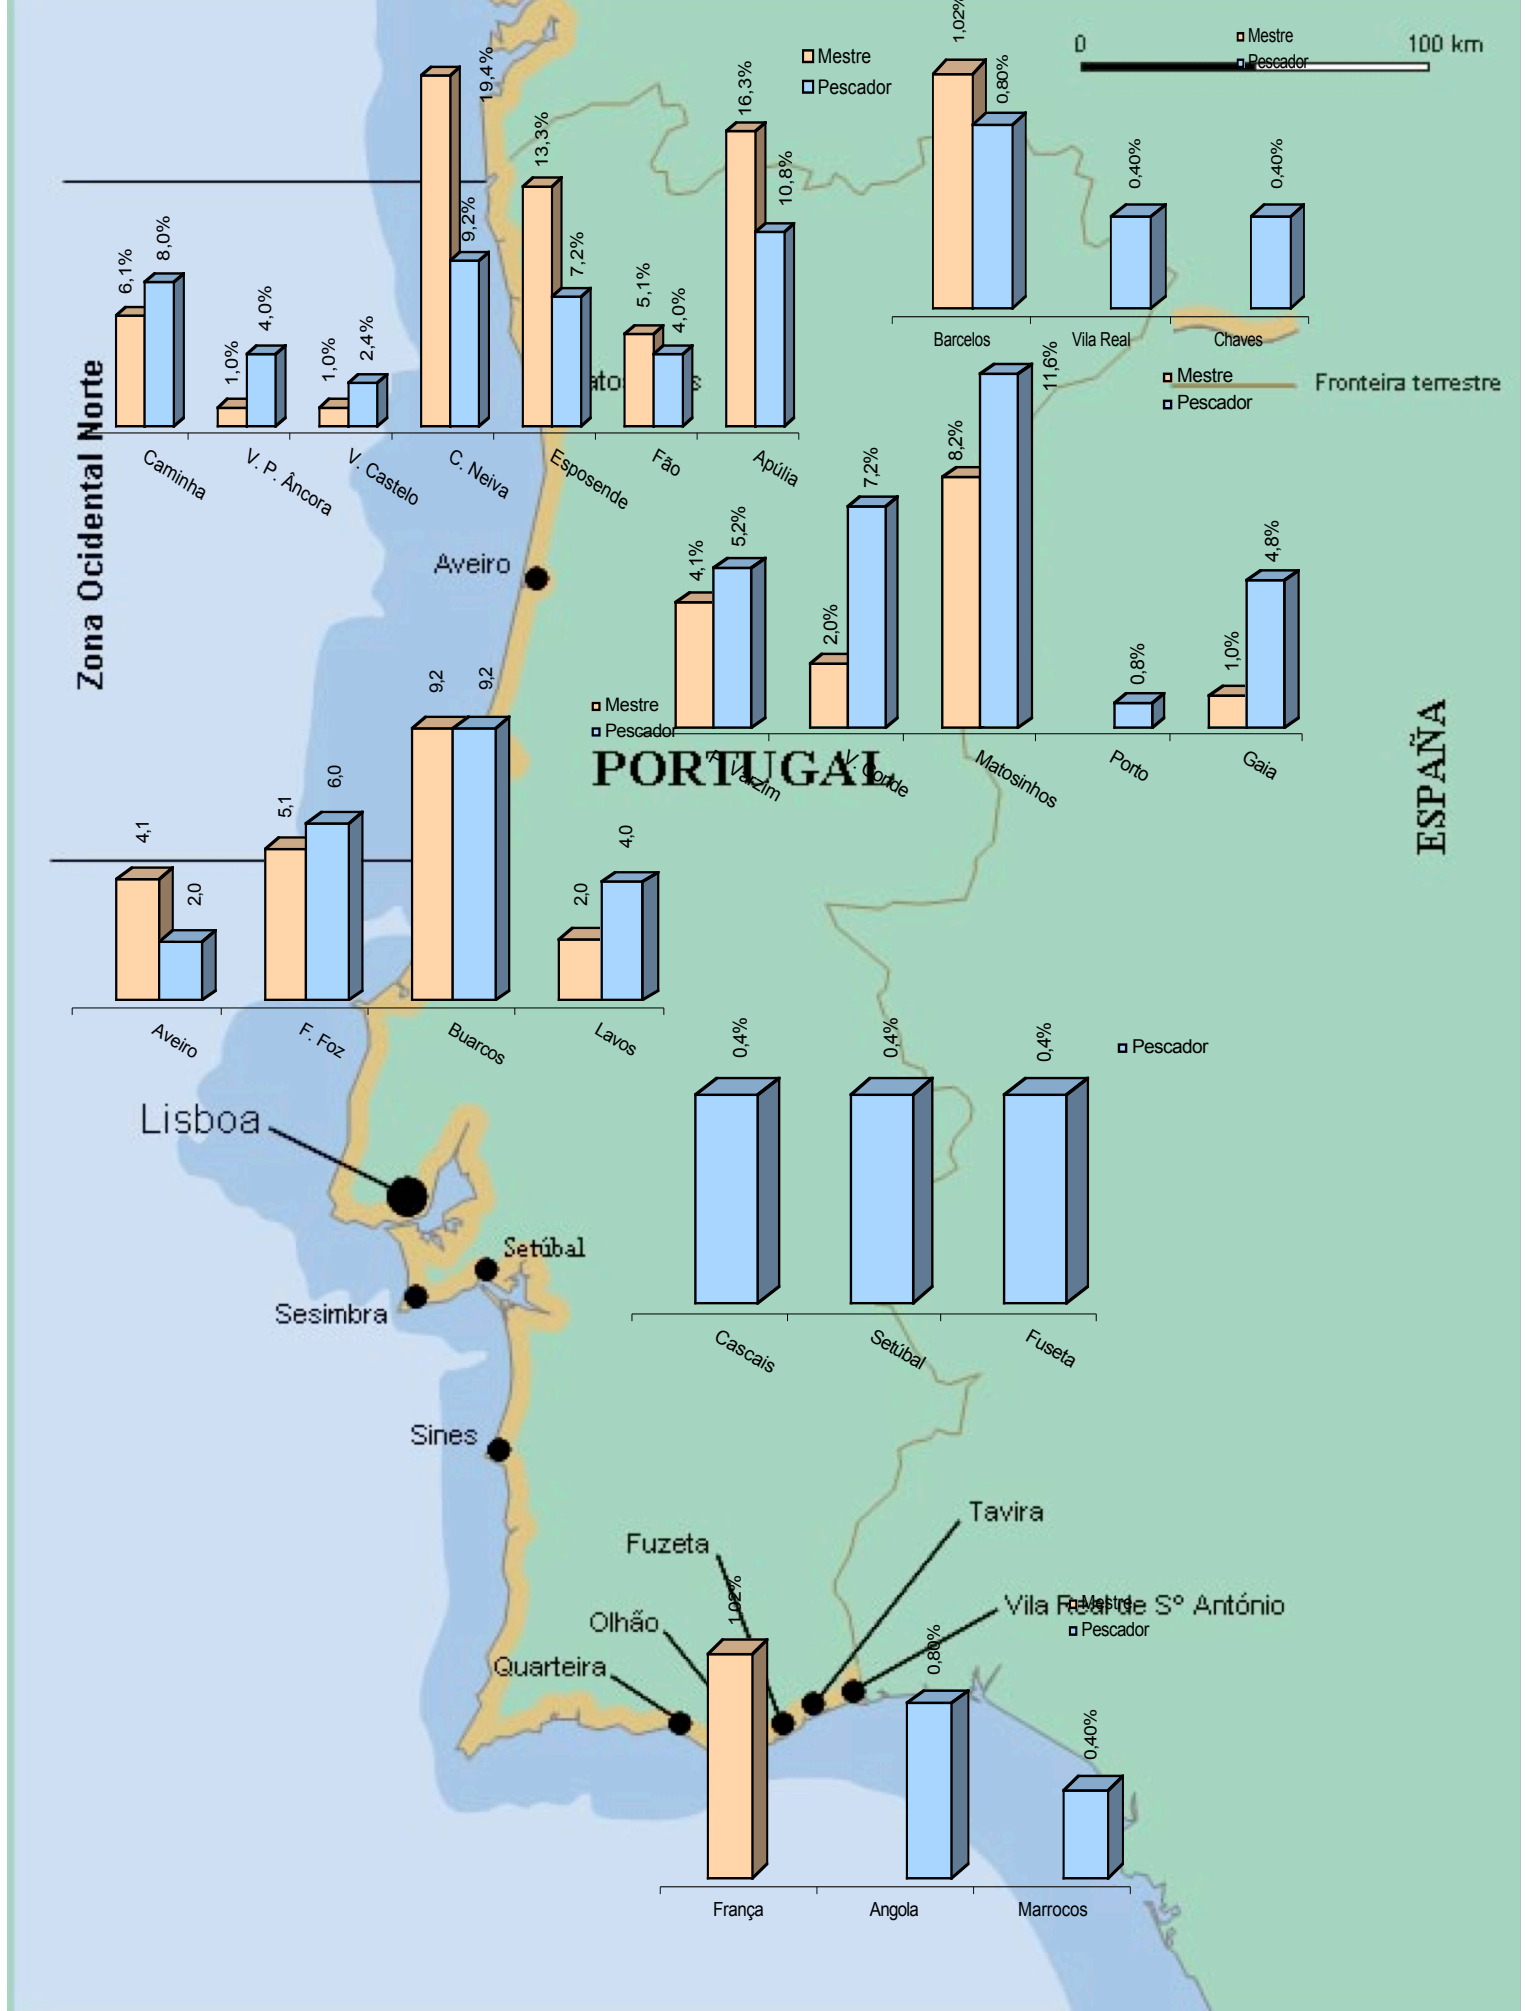 1,02%
0,80%
0,40%
0,40%
Mestre
Pescador
0
100 km
Barcelos
Vila Real
Chaves
Mestre
Pescador
19,4%
9,2%
13,3%
7,2%
16,3%
10,8%
6,1%
8,0%
1,0%
4,0%
1,0%
2,4%
5,1%
4,0%
Caminha
V. P. Âncora
V. Castelo
C. Neiva
Esposende
Fão
Apúlia
Zona Ocidental Norte
Mestre
Pescador
Fronteira terrestre
4,1%
5,2%
2,0%
7,2%
8,2%
11,6%
0,8%
1,0%
4,8%
P. Varzim
V. Conde
Matosinhos
Porto
Gaia
Aveiro
PORTUGAL
ESPAÑA
Mestre
Pescador
4,1
2,0
5,1
6,0
9,2
9,2
2,0
4,0
Aveiro
F. Foz
Buarcos
Lavos
0,4%
0,4%
0,4%
Pescador
Cascais
Setúbal
Fuseta
Lisboa
Setúbal
Sesimbra
Sines
Tavira
Fuzeta
Olhão
Quarteira
Vila Real de Sº António
Mestre
Pescador
1,02%
0,80%
0,40%
França
Angola
Marrocos